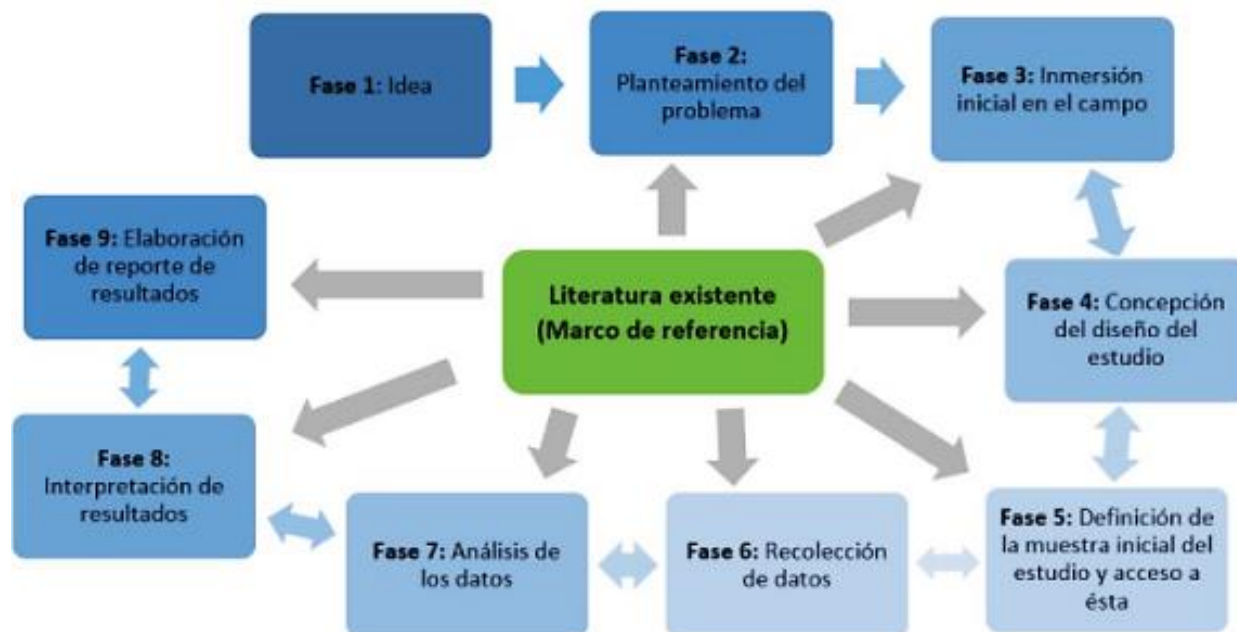 Fase 1: Idea
Fase 2:
Planteamiento del
problema
Fase 3: Inmersión
inicial en el campo
Fase 9: Elaboración
de reporte de
resultados
Literatura existente
(Marco de referencia)
Fase 4: Concepción
del diseño del
estudio
Fase 8:
Interpretación de
resultados
Fase 7: Análisis de
los datos
Fase 6: Recolección
de datos
Fase 5: Definición de
la muestra inicial del
estudio y acceso a
ésta